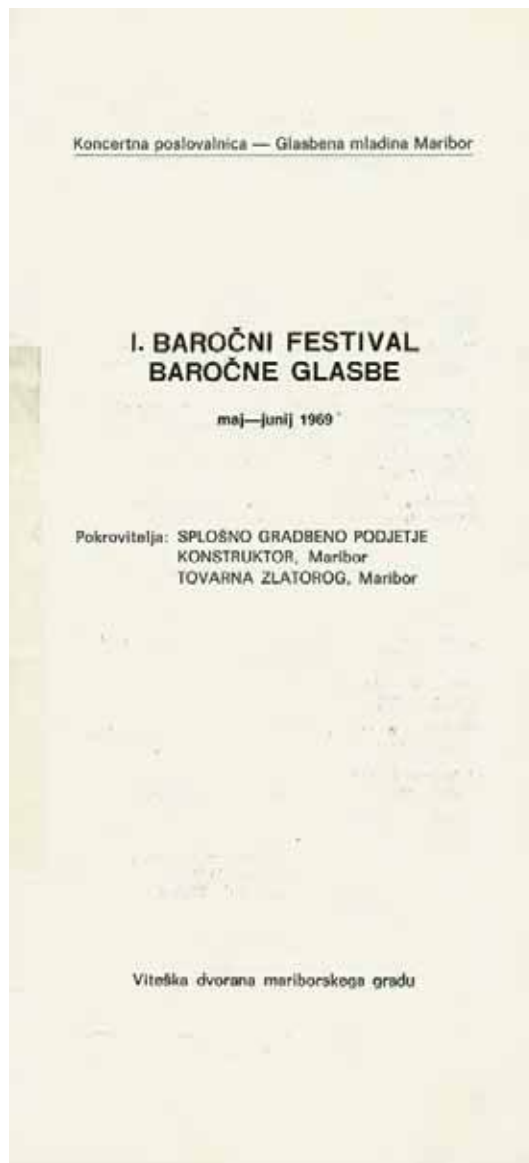 Koncertna poslovalnica — Glasbena mladina Maribor
I. BAROČNI FESTIVAL
BAROČNE GLASBE
maj—junij 1969
Pokrovitelja: SPLOŠNO GRADBENO PODJETJE
KONSTRUKTOR, Maribor
TOVARNA ZLATOROG, Maribor
Viteška dvorana mariborskega gradu